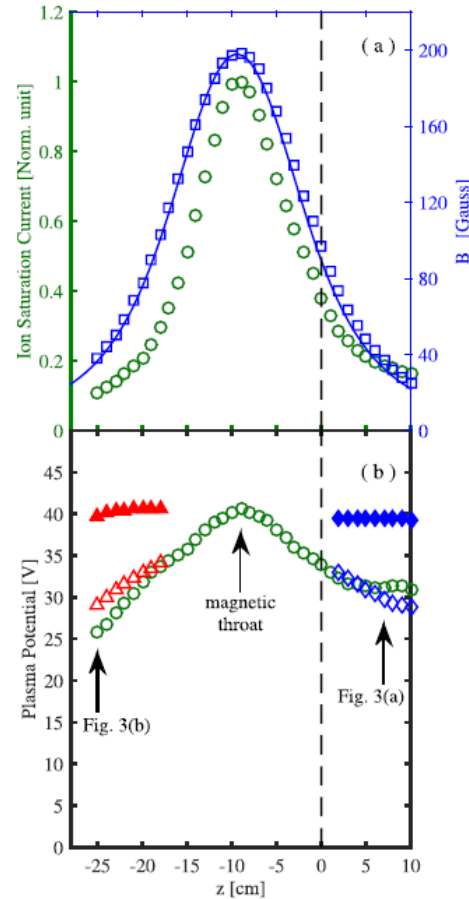 ( a )
1.2
1
0.8
0.6
0.4
0.2
0
Ion Saturation Current [Norm. unit]
200
160
120
80
40
0
B [Gauss]
( b )
45
40
35
30
25
20
15
10
5
0
Plasma Potential [V]
magnetic
throat
Fig. 3(a)
Fig. 3(b)
-25 -20 -15 -10 -5 0 5 10
z [cm]